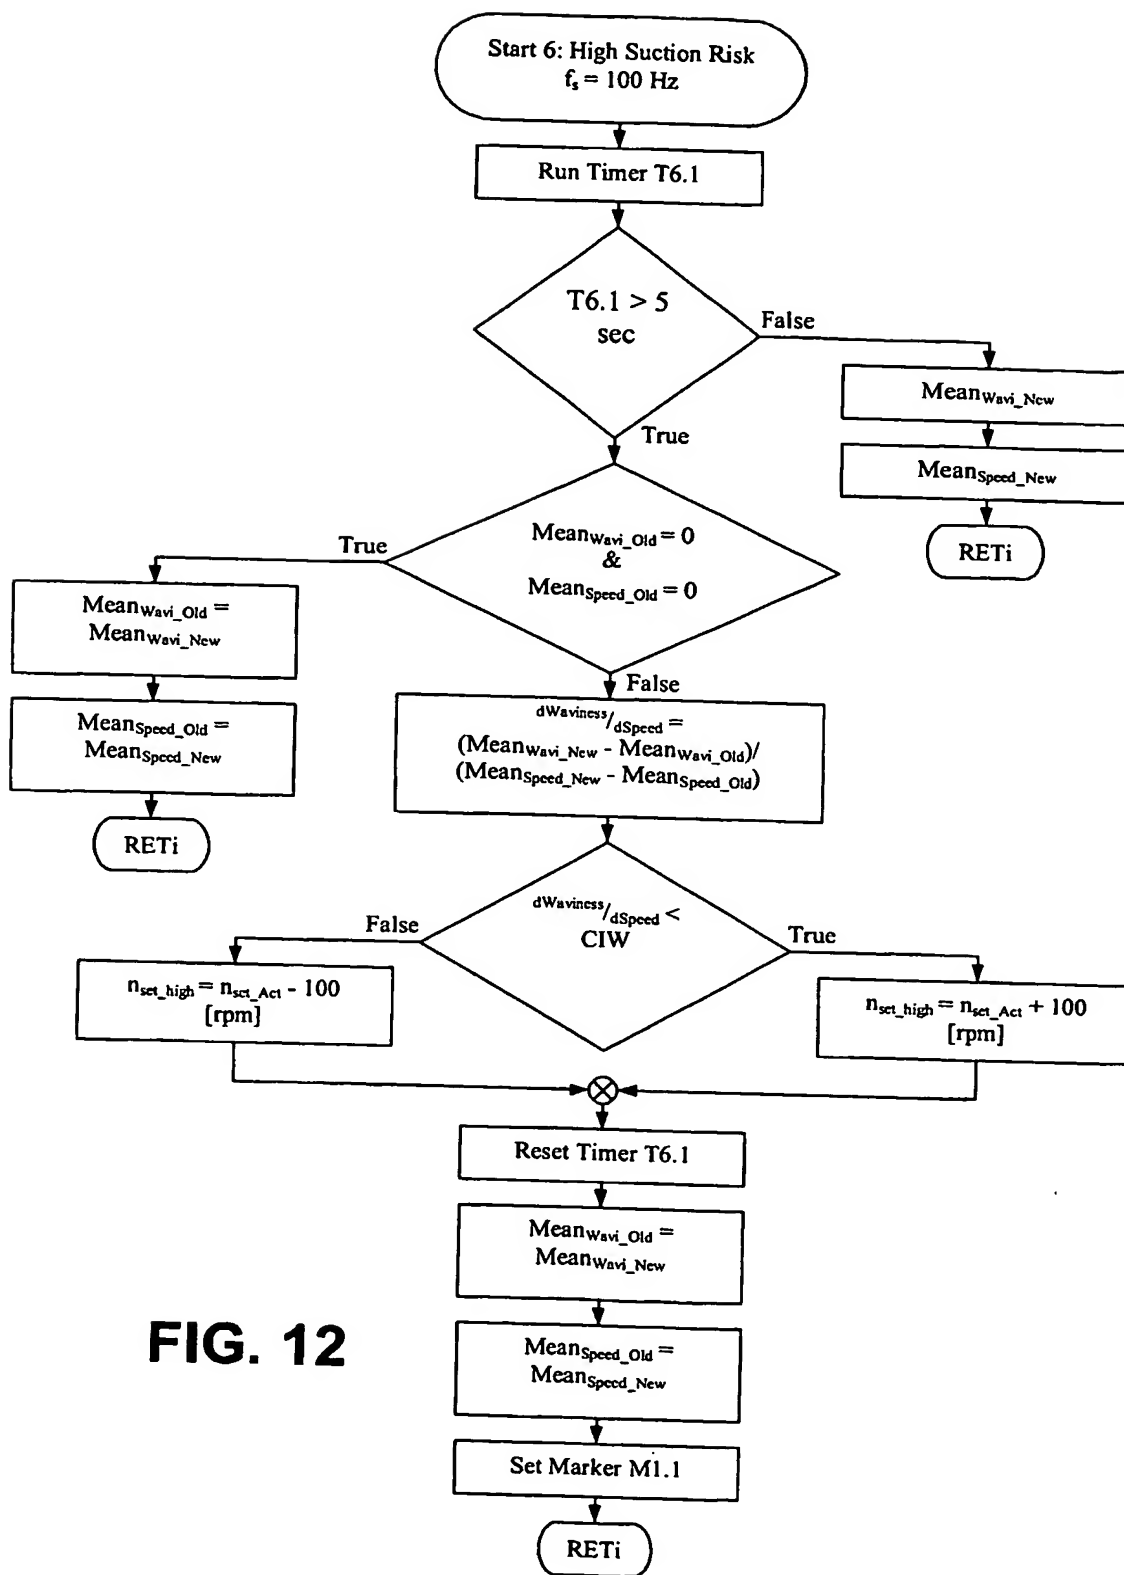 Start 6: High Suction Risk
fs = 100 Hz
Run Timer T6.1
T6.1 > 5
sec
False
True
MeanWavi_New
MeanSpeed_New
RETi
MeanWavi_Old = 0
&
MeanSpeed_Old = 0
True
False
MeanWavi_Old =
MeanWavi_New
MeanSpeed_Old =
MeanSpeed_New
RETi
dWaviness/dSpeed =
(MeanWavi_New - MeanWavi_Old)/
(MeanSpeed_New - MeanSpeed_Old)
dWaviness/dSpeed <
CIW
False
True
nset_high = nset_Act - 100
[rpm]
nset_high = nset_Act + 100
[rpm]
Reset Timer T6.1
MeanWavi_Old =
MeanWavi_New
MeanSpeed_Old =
MeanSpeed_New
Set Marker M1.1
RETi
FIG. 12